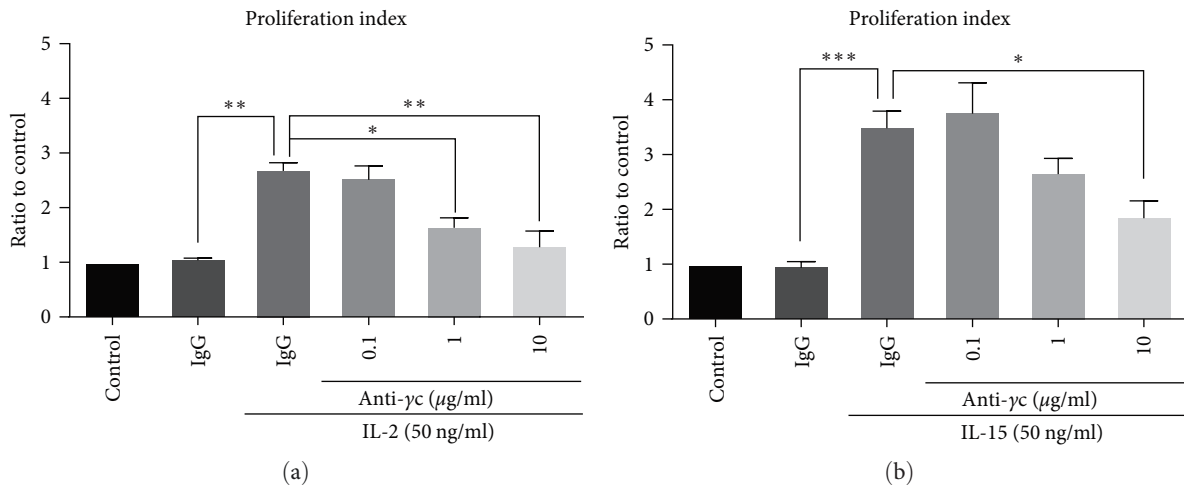 Proliferation index
5
4
3
2
1
0
Ratio to control
**
**
*
Control
IgG
IgG
0.1
1
10
Anti-γc (μg/ml)
IL-2 (50 ng/ml)
(a)
Proliferation index
5
4
3
2
1
0
Ratio to control
***
*
Control
IgG
IgG
0.1
1
10
Anti-γc (μg/ml)
IL-15 (50 ng/ml)
(b)